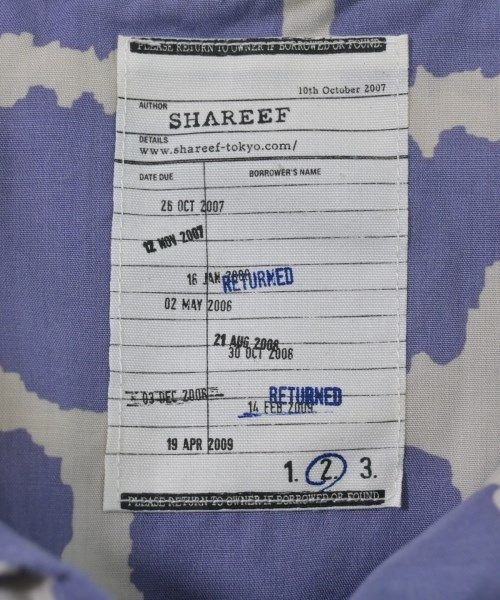 PLEASE RETURN TO OWNER IF BORROWED OR FOUND.
10th October 2007
AUTHOR
SHAREEF
DETAILS
www.shareef-tokyo.com/
DATE DUE BORROWER'S NAME
26 OCT 2007
12 NOV 2007
16 JAN
RETURNED
02 MAY 2006
21 AUG 2008
30 OCT 2006
03 DEC 2006
RETURNED
14 FEB 2009
19 APR 2009
1. 2. 3.
PLEASE RETURN TO OWNER IF BORROWED OR FOUND.